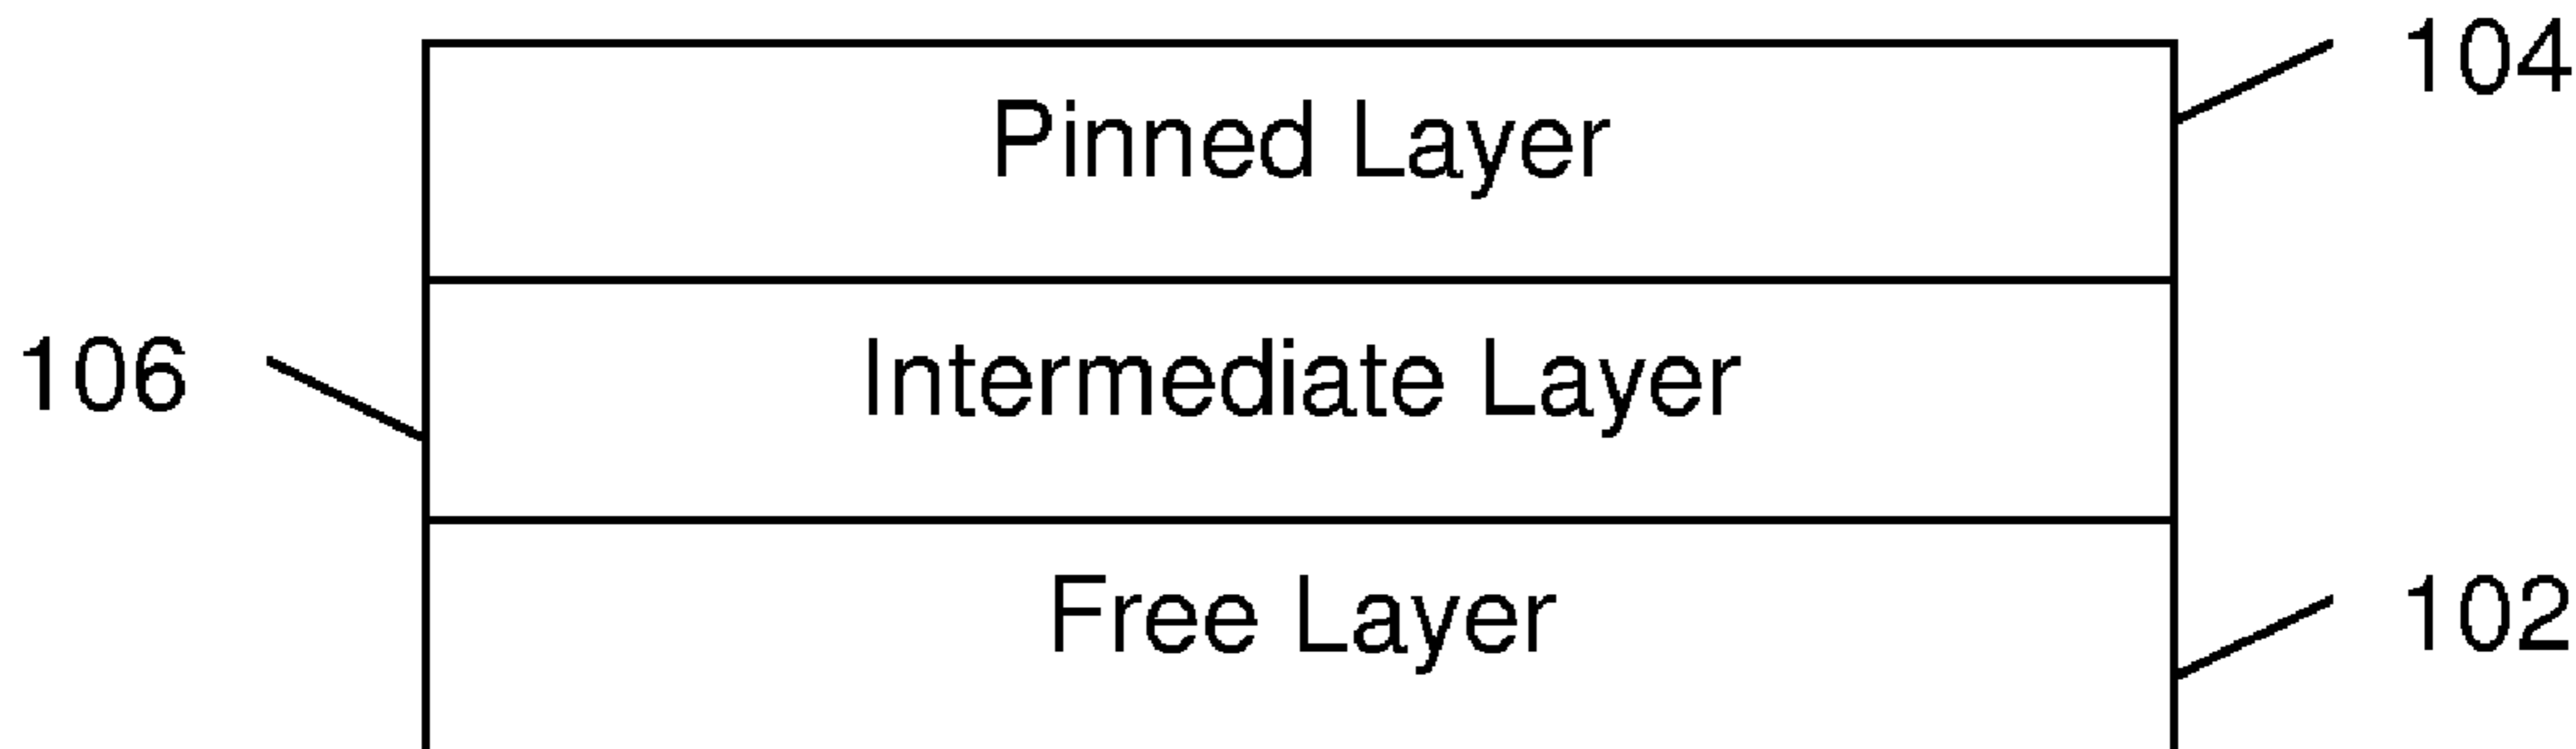 104
Pinned Layer
106
Intermediate Layer
Free Layer
102